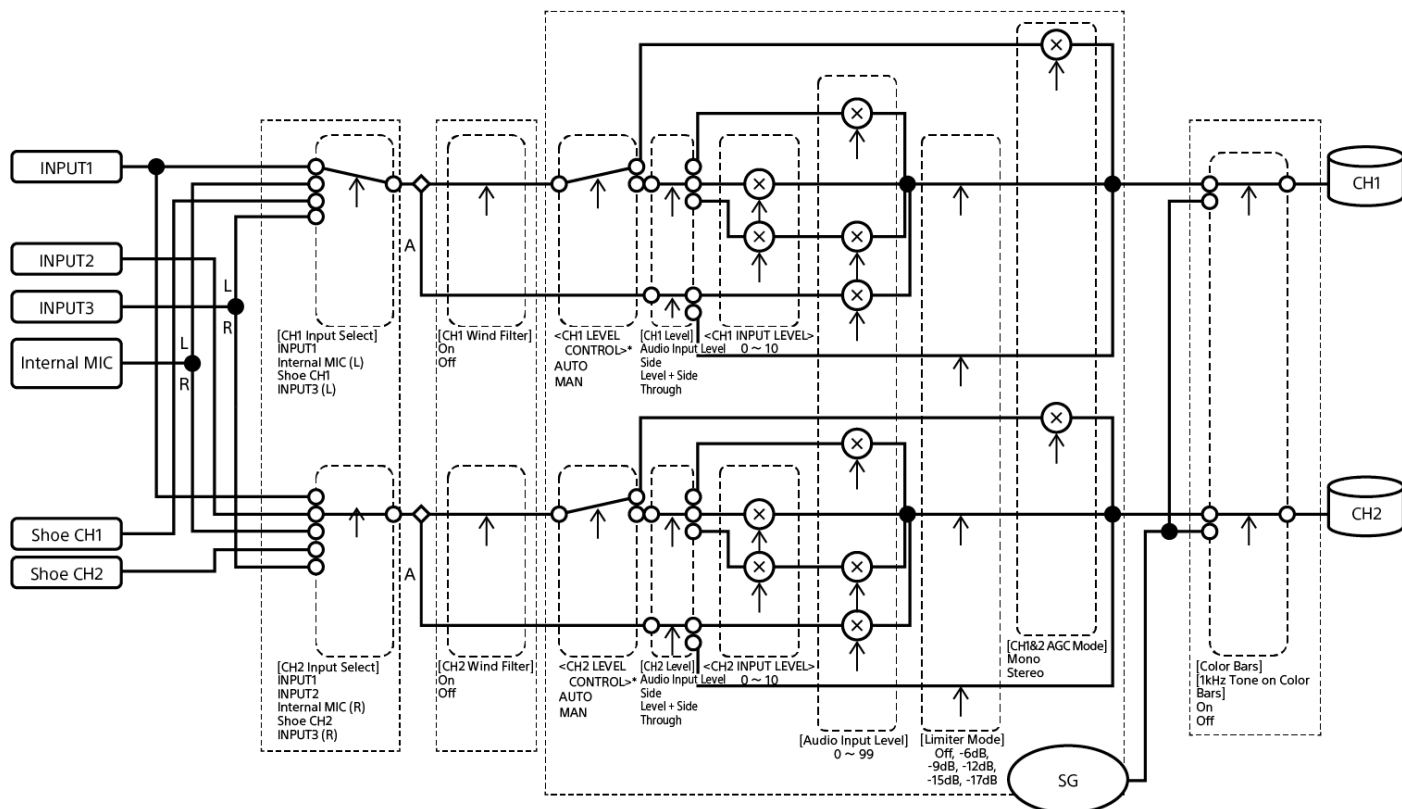 INPUT1
INPUT2
INPUT3
Internal MIC
Shoe CH1
Shoe CH2
L
R
L
R
A
[CH1 Input Select]
INPUT1
Internal MIC (L)
Shoe CH1
INPUT3 (L)
[CH1 Wind Filter]
On
Off
<CH1 LEVEL
CONTROL>*
AUTO
MAN
[CH1 Level]
Audio Input Level
Side
Level + Side
Through
<CH1 INPUT LEVEL>
0 ~ 10
CH1
A
[CH2 Input Select]
INPUT1
INPUT2
Internal MIC (R)
Shoe CH2
INPUT3 (R)
[CH2 Wind Filter]
On
Off
<CH2 LEVEL
CONTROL>*
AUTO
MAN
[CH2 Level]
Audio Input Level
Side
Level + Side
Through
<CH2 INPUT LEVEL>
0 ~ 10
[Audio Input Level]
0 ~ 99
[Limiter Mode]
Off, -6dB,
-9dB, -12dB,
-15dB, -17dB
[CH1&2 AGC Mode]
Mono
Stereo
SG
[Color Bars]
[1kHz Tone on Color
Bars]
On
Off
CH2